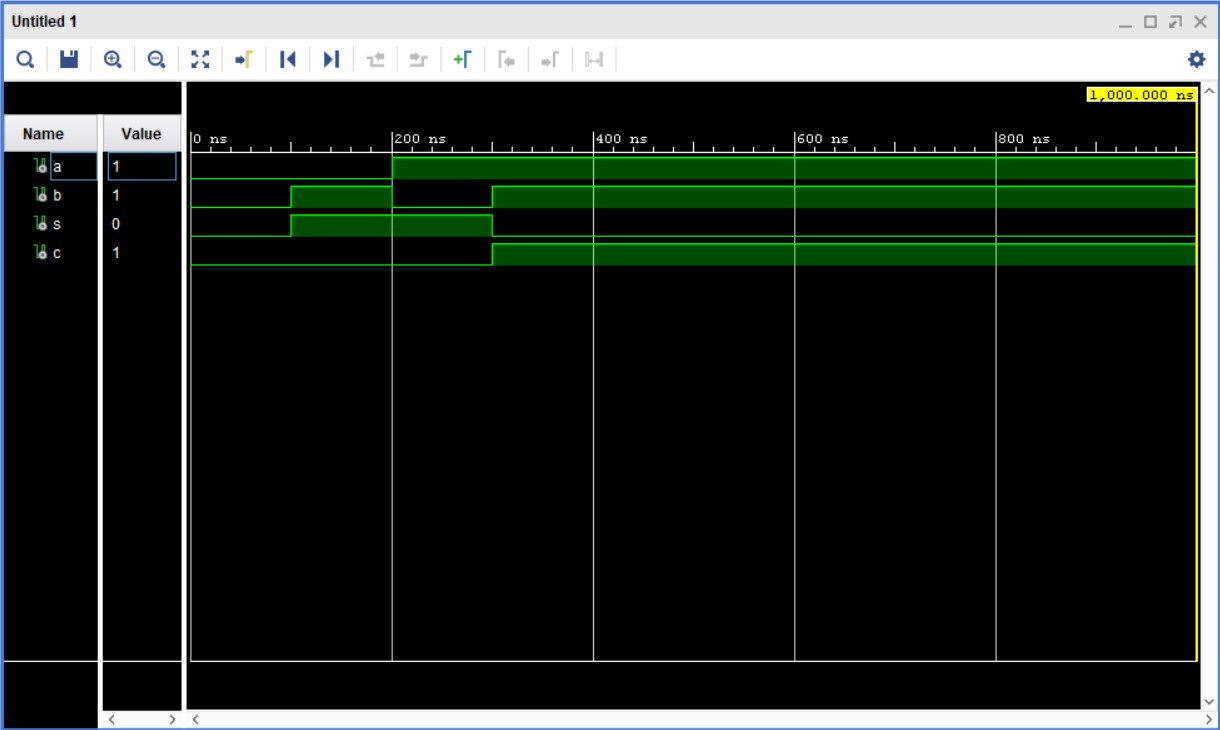 Untitled 1
1,000.000 ns
Name Value
0 ns 200 ns 400 ns 600 ns 800 ns
a 1
b 1
s 0
c 1